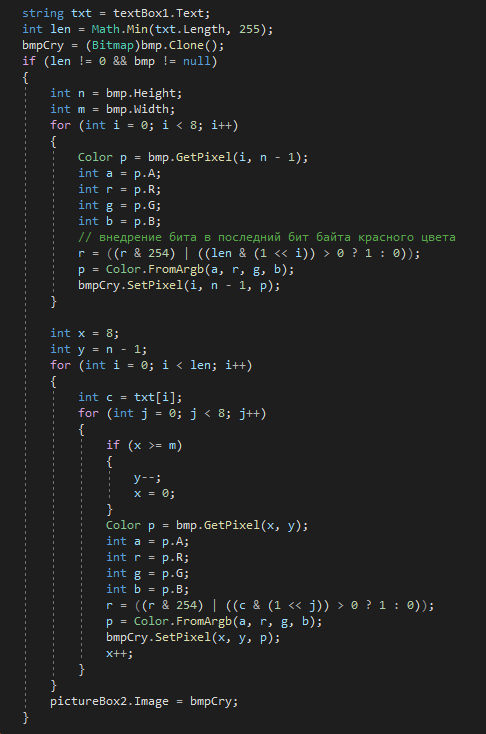 string txt = textBox1.Text;
int len = Math.Min(txt.Length, 255);
bmpCry = (Bitmap)bmp.Clone();
if (len != 0 && bmp != null)
{
int n = bmp.Height;
int m = bmp.Width;
for (int i = 0; i < 8; i++)
{
Color p = bmp.GetPixel(i, n - 1);
int a = p.A;
int r = p.R;
int g = p.G;
int b = p.B;
// внедрение бита в последний бит байта красного цвета
r = ((r & 254) | ((len & (1 << i)) > 0 ? 1 : 0));
p = Color.FromArgb(a, r, g, b);
bmpCry.SetPixel(i, n - 1, p);
}
int x = 8;
int y = n - 1;
for (int i = 0; i < len; i++)
{
int c = txt[i];
for (int j = 0; j < 8; j++)
{
if (x >= m)
{
y--;
x = 0;
}
Color p = bmp.GetPixel(x, y);
int a = p.A;
int r = p.R;
int g = p.G;
int b = p.B;
r = ((r & 254) | ((c & (1 << j)) > 0 ? 1 : 0));
p = Color.FromArgb(a, r, g, b);
bmpCry.SetPixel(x, y, p);
x++;
}
}
pictureBox2.Image = bmpCry;
}